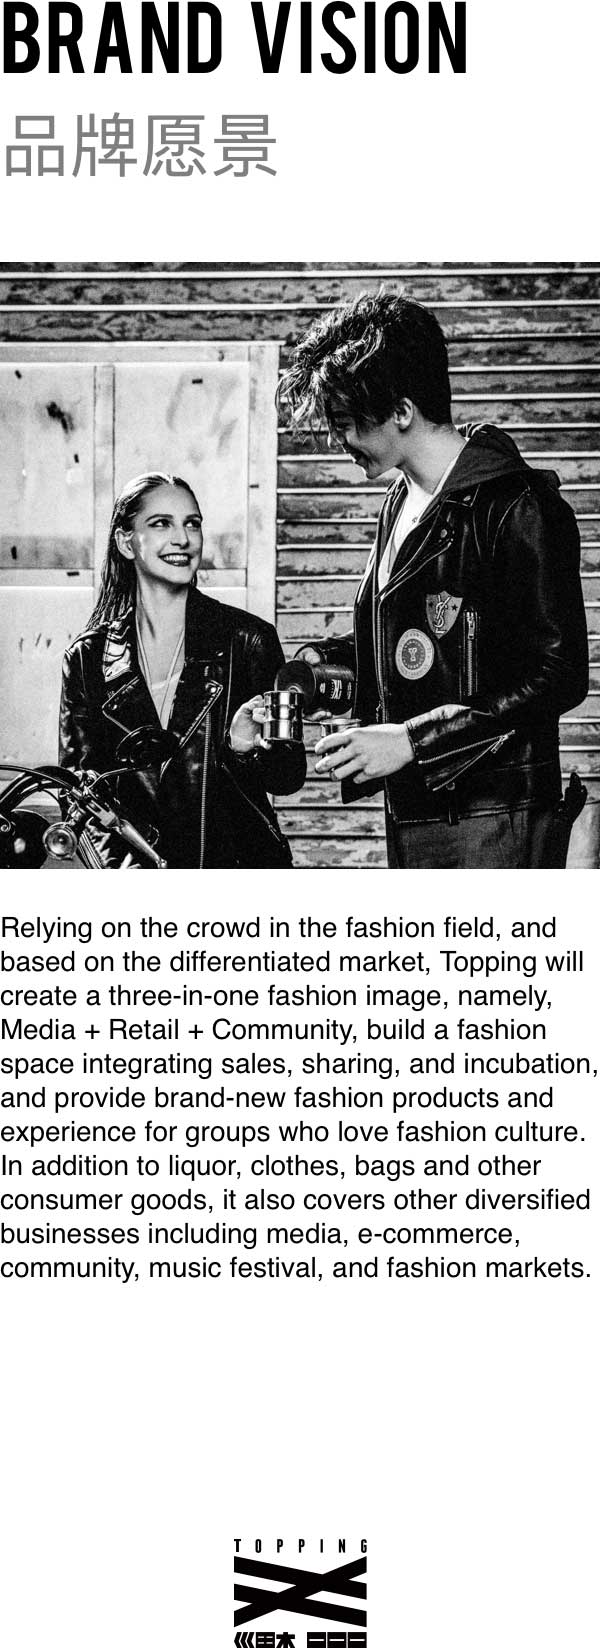 BRAND VISION
品牌愿景
Relying on the crowd in the fashion field, and
based on the differentiated market, Topping will
create a three-in-one fashion image, namely,
Media + Retail + Community, build a fashion
space integrating sales, sharing, and incubation,
and provide brand-new fashion products and
experience for groups who love fashion culture.
In addition to liquor, clothes, bags and other
consumer goods, it also covers other diversified
businesses including media, e-commerce,
community, music festival, and fashion markets.
TOPPING